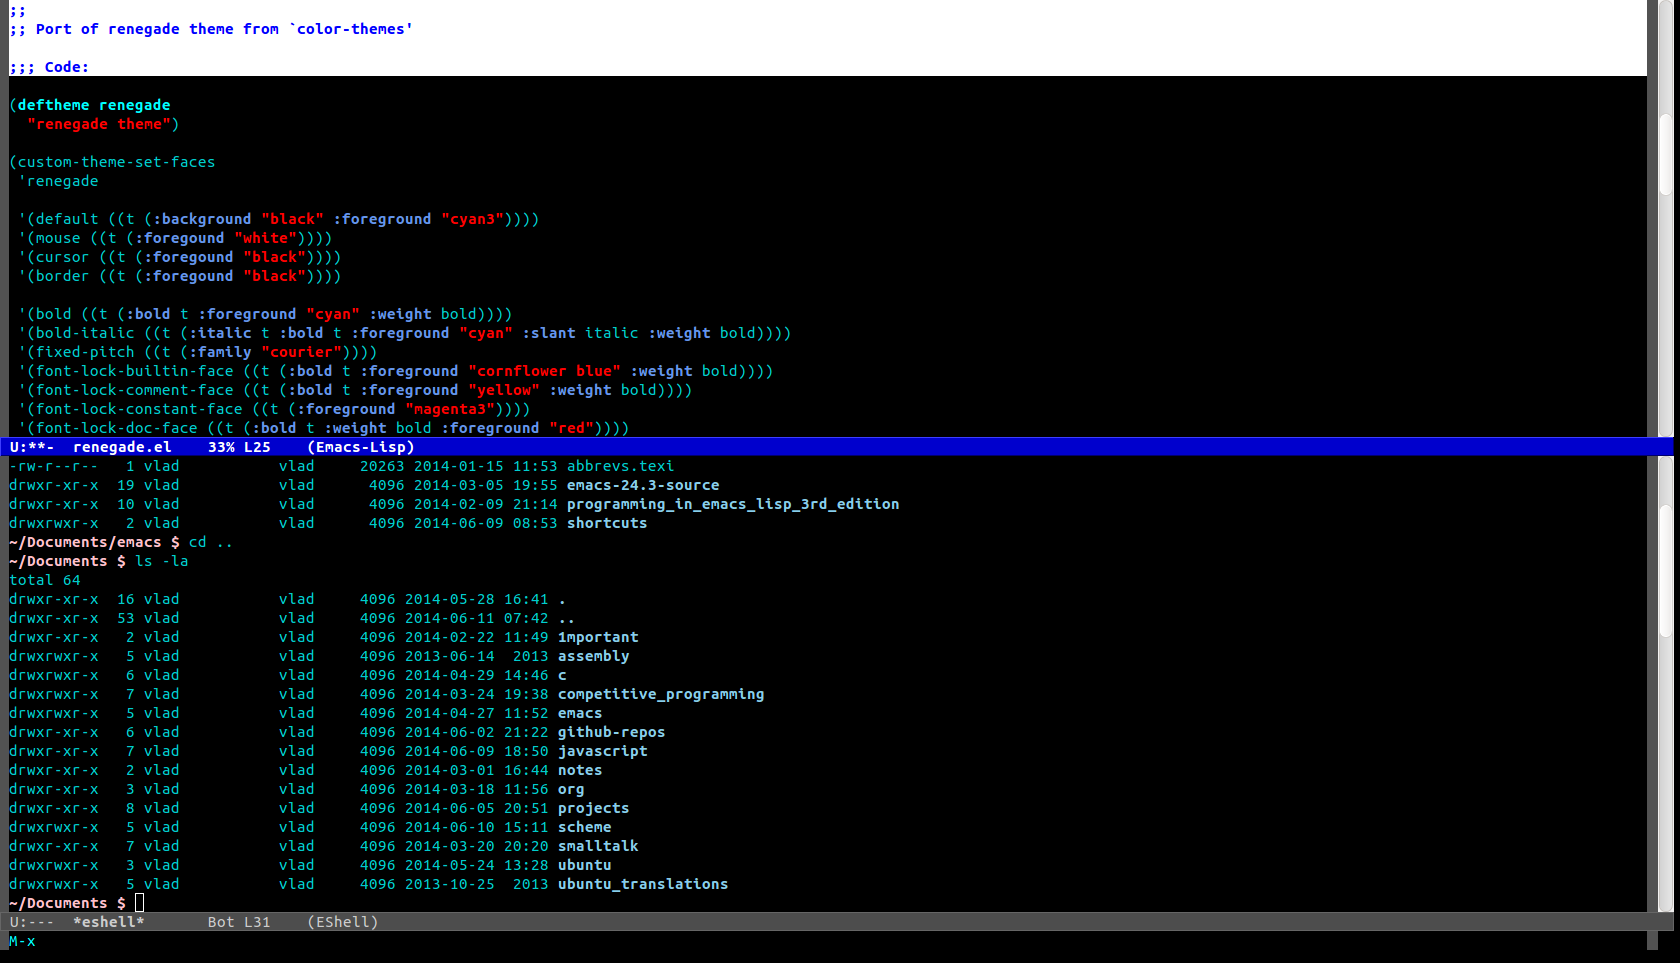 ;;
;; Port of renegade theme from `color-themes'
;;; Code:
(deftheme renegade
  "renegade theme")
(custom-theme-set-faces
 'renegade
 '(default ((t (:background "black" :foreground "cyan3"))))
 '(mouse ((t (:foregound "white"))))
 '(cursor ((t (:foregound "black"))))
 '(border ((t (:foregound "black"))))
 '(bold ((t (:bold t :foreground "cyan" :weight bold))))
 '(bold-italic ((t (:italic t :bold t :foreground "cyan" :slant italic :weight bold))))
 '(fixed-pitch ((t (:family "courier"))))
 '(font-lock-builtin-face ((t (:bold t :foreground "cornflower blue" :weight bold))))
 '(font-lock-comment-face ((t (:bold t :foreground "yellow" :weight bold))))
 '(font-lock-constant-face ((t (:foreground "magenta3"))))
 '(font-lock-doc-face ((t (:bold t :weight bold :foreground "red"))))
U:**-  renegade.el    33% L25    (Emacs-Lisp)
-rw-r--r--   1 vlad           vlad     20263 2014-01-15 11:53 abbrevs.texi
drwxr-xr-x  19 vlad           vlad      4096 2014-03-05 19:55 emacs-24.3-source
drwxr-xr-x  10 vlad           vlad      4096 2014-02-09 21:14 programming_in_emacs_lisp_3rd_edition
drwxrwxr-x   2 vlad           vlad      4096 2014-06-09 08:53 shortcuts
~/Documents/emacs $ cd ..
~/Documents $ ls -la
total 64
drwxr-xr-x  16 vlad           vlad     4096 2014-05-28 16:41 .
drwxr-xr-x  53 vlad           vlad     4096 2014-06-11 07:42 ..
drwxr-xr-x   2 vlad           vlad     4096 2014-02-22 11:49 1mportant
drwxrwxr-x   5 vlad           vlad     4096 2013-06-14  2013 assembly
drwxrwxr-x   6 vlad           vlad     4096 2014-04-29 14:46 c
drwxrwxr-x   7 vlad           vlad     4096 2014-03-24 19:38 competitive_programming
drwxrwxr-x   5 vlad           vlad     4096 2014-04-27 11:52 emacs
drwxrwxr-x   6 vlad           vlad     4096 2014-06-02 21:22 github-repos
drwxr-xr-x   7 vlad           vlad     4096 2014-06-09 18:50 javascript
drwxr-xr-x   2 vlad           vlad     4096 2014-03-01 16:44 notes
drwxr-xr-x   3 vlad           vlad     4096 2014-03-18 11:56 org
drwxr-xr-x   8 vlad           vlad     4096 2014-06-05 20:51 projects
drwxrwxr-x   5 vlad           vlad     4096 2014-06-10 15:11 scheme
drwxr-xr-x   7 vlad           vlad     4096 2014-03-20 20:20 smalltalk
drwxrwxr-x   3 vlad           vlad     4096 2014-05-24 13:28 ubuntu
drwxrwxr-x   5 vlad           vlad     4096 2013-10-25  2013 ubuntu_translations
~/Documents $
U:---  *eshell*       Bot L31    (EShell)
M-x